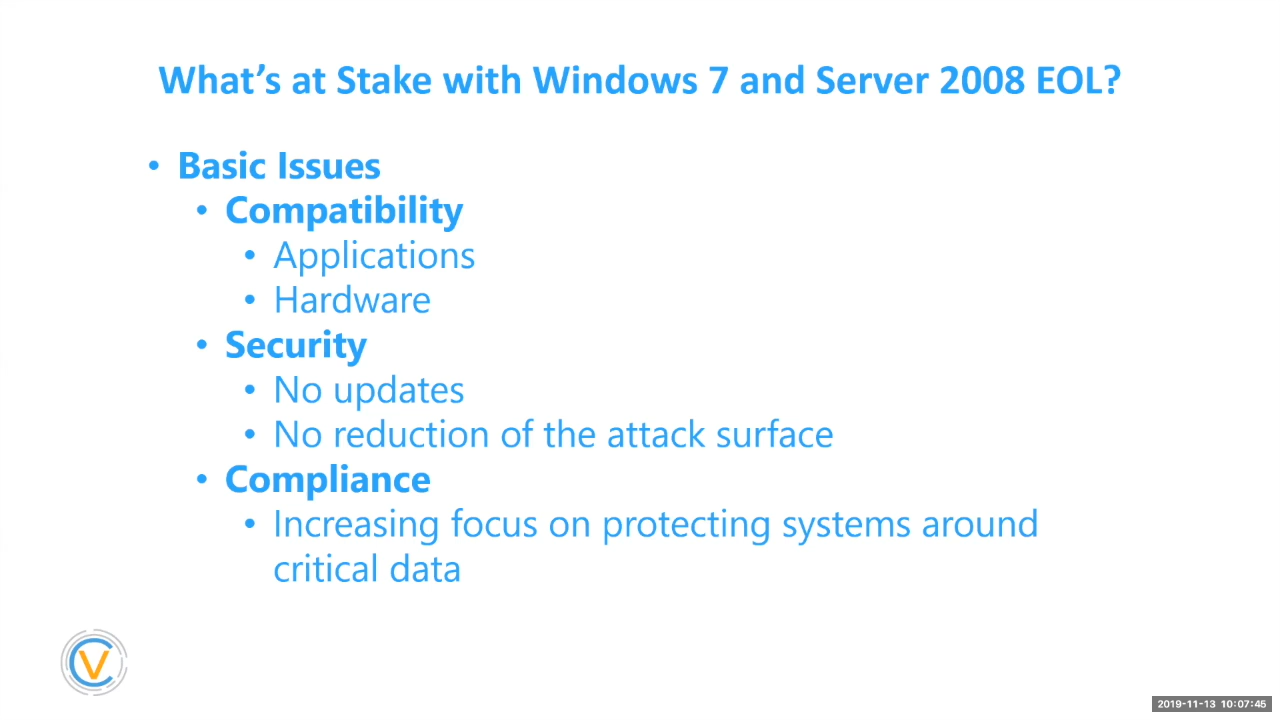 What’s at Stake with Windows 7 and Server 2008 EOL?
• Basic Issues
• Compatibility
• Applications
• Hardware
• Security
• No updates
• No reduction of the attack surface
• Compliance
• Increasing focus on protecting systems around
critical data
CV
2019-11-13 10:07:45